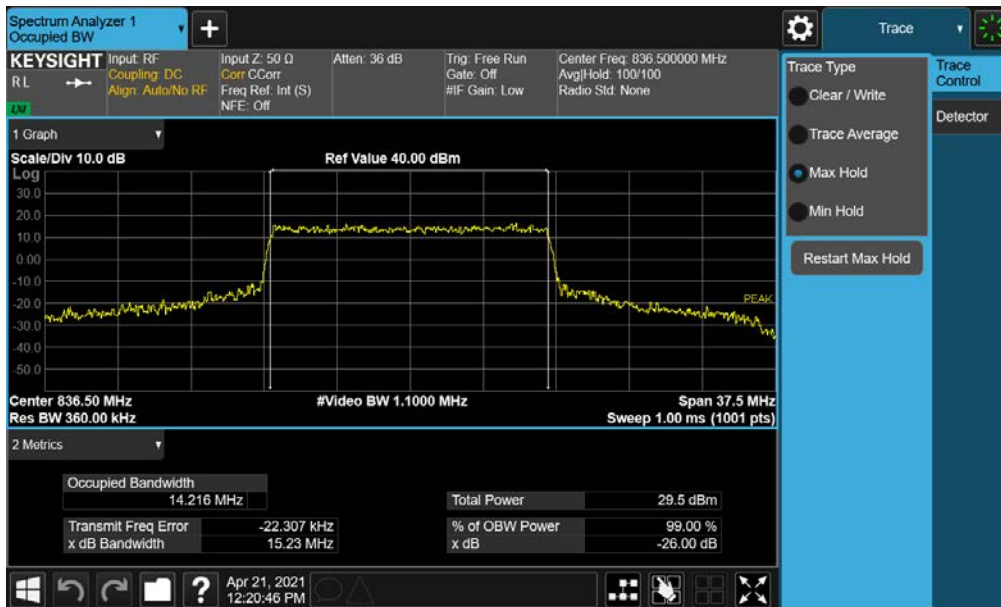 Spectrum Analyzer 1
Occupied BW
+
Trace
KEYSIGHT
R L
LXI
Input: RF
Coupling: DC
Align: Auto/No RF
Input Z: 50 Ω
Corr CCorr
Freq Ref: Int (S)
NFE: Off
Atten: 36 dB
Trig: Free Run
Gate: Off
#IF Gain: Low
Center Freq: 836.500000 MHz
Avg|Hold: 100/100
Radio Std: None
Trace Type
Clear / Write
Trace Average
Max Hold
Min Hold
Restart Max Hold
Trace
Control
Detector
1 Graph
Scale/Div 10.0 dB
Ref Value 40.00 dBm
Log
30.0
20.0
10.0
0.00
-10.0
-20.0
-30.0
-40.0
-50.0
PEAK
Center 836.50 MHz
#Video BW 1.1000 MHz
Span 37.5 MHz
Res BW 360.00 kHz
Sweep 1.00 ms (1001 pts)
2 Metrics
Occupied Bandwidth
14.216 MHz
Total Power 29.5 dBm
Transmit Freq Error -22.307 kHz
% of OBW Power 99.00 %
x dB Bandwidth 15.23 MHz
x dB -26.00 dB
?
Apr 21, 2021
12:20:46 PM